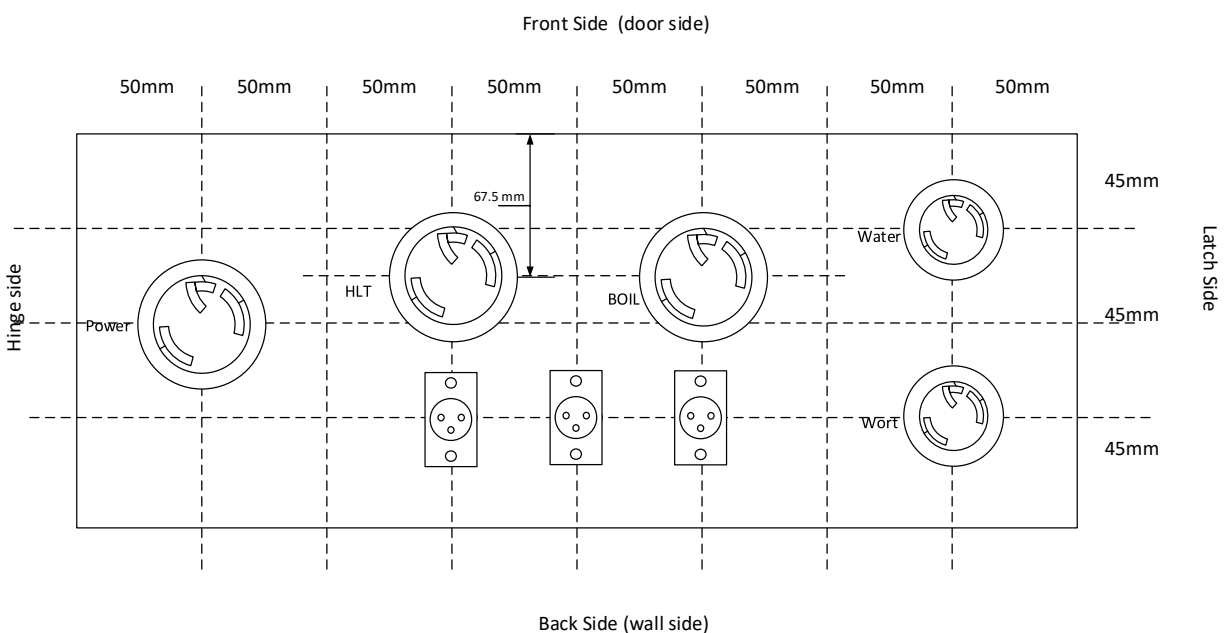 Front Side  (door side)
50mm 50mm 50mm 50mm 50mm 50mm 50mm 50mm
45mm
67.5 mm
Water
Latch Side
Hinge side
HLT
BOIL
45mm
Power
Wort
45mm
Back Side (wall side)